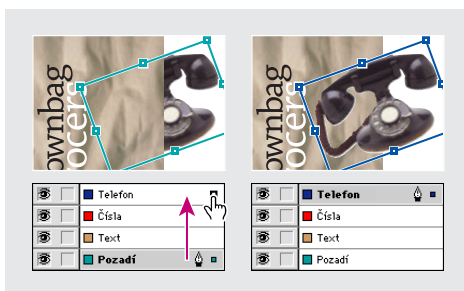 ownbag
ocers
ownbag
ocers
Telefon
Čísla
Text
Pozadí
Telefon
Čísla
Text
Pozadí